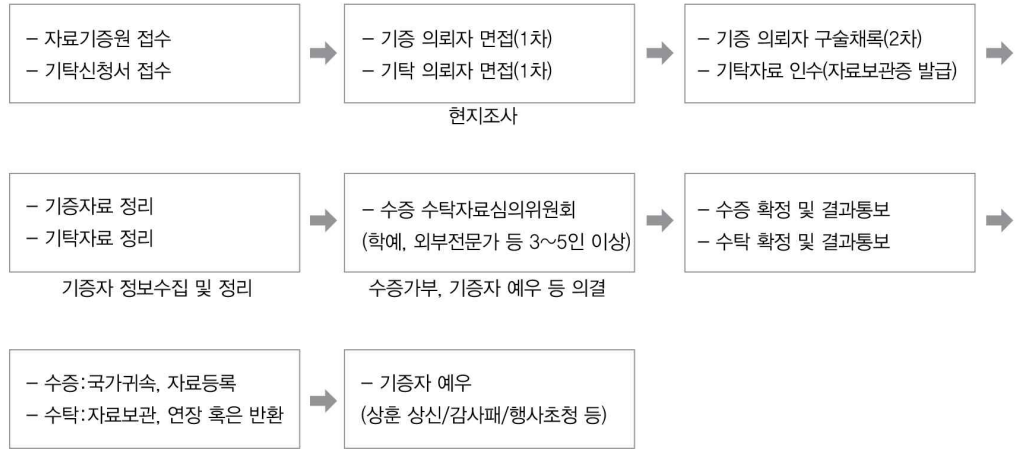 – 자료기증원 접수
– 기탁신청서 접수
– 기증 의뢰자 면접(1차)
– 기탁 의뢰자 면접(1차)
현지조사
– 기증 의뢰자 구술채록(2차)
– 기탁자료 인수(자료보관증 발급)
– 기증자료 정리
– 기탁자료 정리
기증자 정보수집 및 정리
– 수증 수탁자료심의위원회
(학예, 외부전문가 등 3~5인 이상)
수증가부, 기증자 예우 등 의결
– 수증 확정 및 결과통보
– 수탁 확정 및 결과통보
– 수증:국가귀속, 자료등록
– 수탁:자료보관, 연장 혹은 반환
– 기증자 예우
(상훈 상신/감사패/행사초청 등)